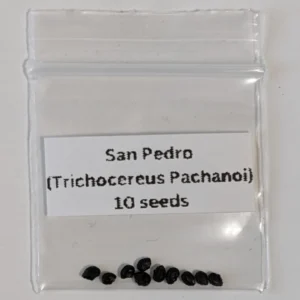 San Pedro
(Trichocereus Pachanoi)
10 seeds